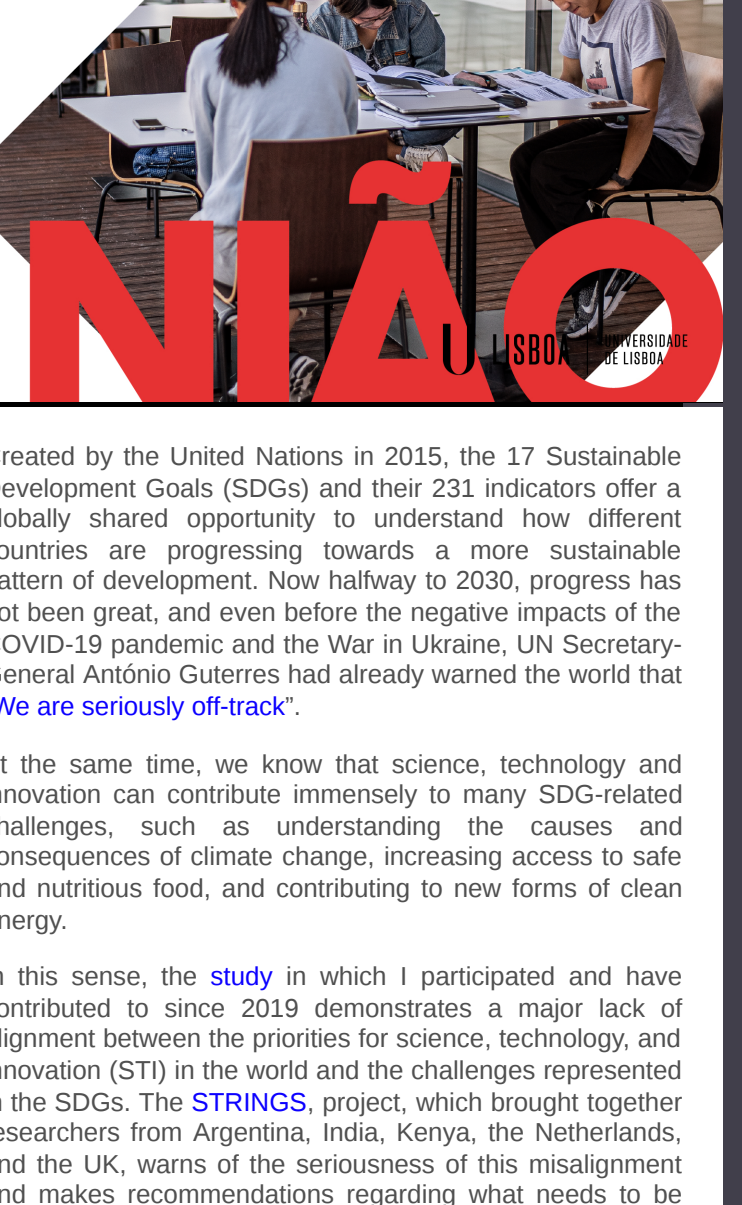 NIÃO
U LISBOA | UNIVERSIDADE
DE LISBOA
reated by the United Nations in 2015, the 17 Sustainable
evelopment Goals (SDGs) and their 231 indicators offer a
lobally shared opportunity to understand how different
ountries are progressing towards a more sustainable
attern of development. Now halfway to 2030, progress has
ot been great, and even before the negative impacts of the
OVID-19 pandemic and the War in Ukraine, UN Secretary-
General António Guterres had already warned the world that
We are seriously off-track”.
t the same time, we know that science, technology and
nnovation can contribute immensely to many SDG-related
hallenges, such as understanding the causes and
onsequences of climate change, increasing access to safe
nd nutritious food, and contributing to new forms of clean
nergy.
n this sense, the study in which I participated and have
ontributed to since 2019 demonstrates a major lack of
lignment between the priorities for science, technology, and
nnovation (STI) in the world and the challenges represented
n the SDGs. The STRINGS, project, which brought together
esearchers from Argentina, India, Kenya, the Netherlands,
nd the UK, warns of the seriousness of this misalignment
nd makes recommendations regarding what needs to be